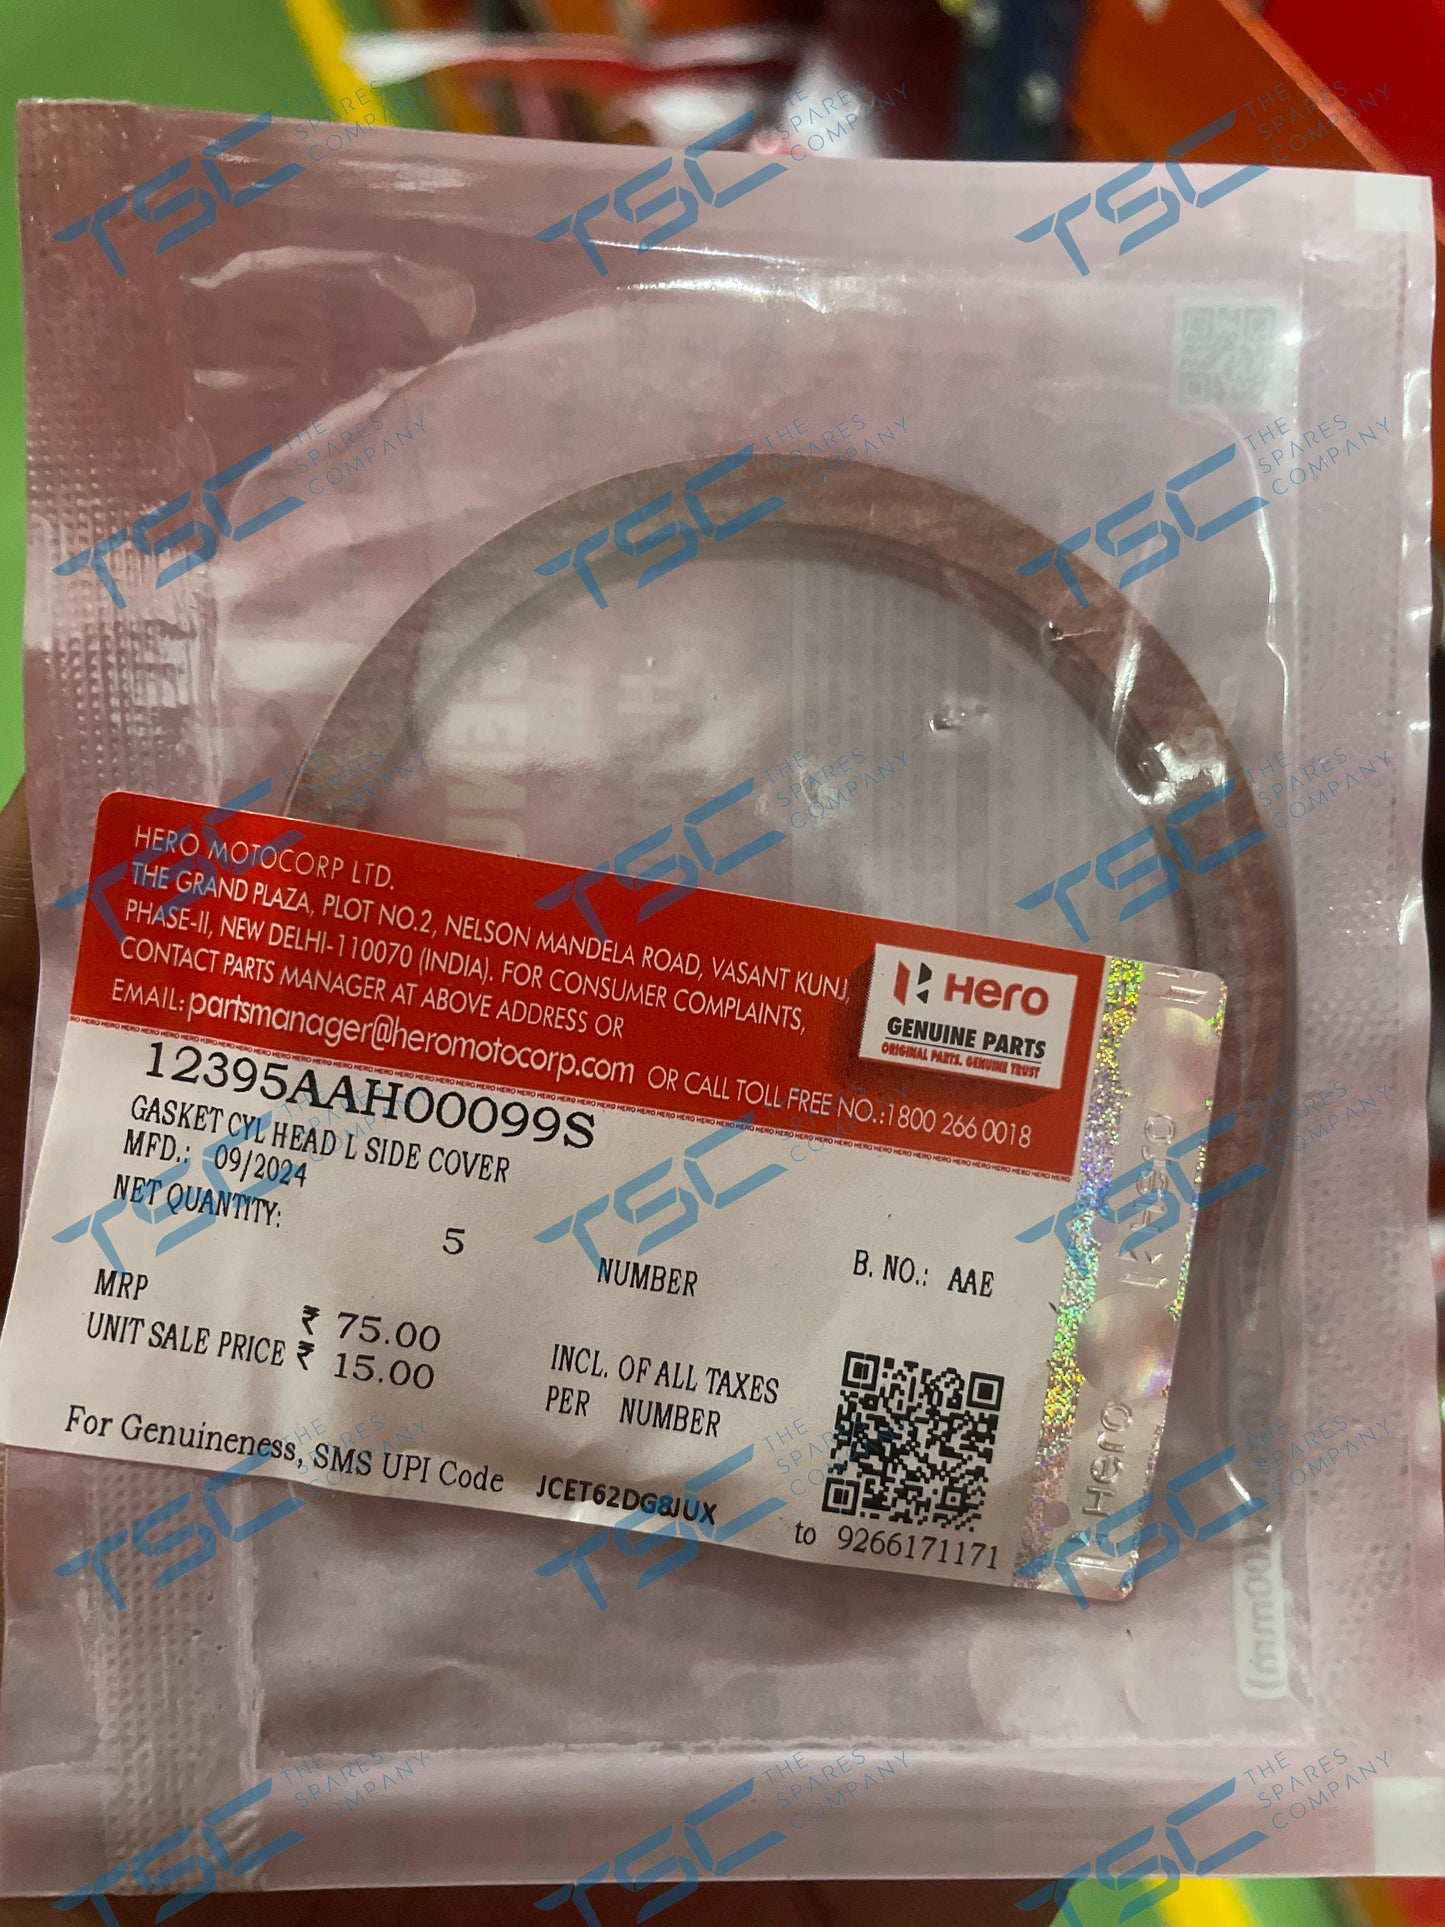 HERO MOTOCORP LTD.
THE GRAND PLAZA, PLOT NO.2, NELSON MANDELA ROAD, VASANT KUNJ,
PHASE-II, NEW DELHI-110070 (INDIA). FOR CONSUMER COMPLAINTS,
CONTACT PARTS MANAGER AT ABOVE ADDRESS OR
EMAIL: partsmanager@heromotocorp.com OR CALL TOLL FREE NO.:1800 266 0018
Hero
GENUINE PARTS
ORIGINAL PARTS. GENUINE TRUST
12395AAH00099S
GASKET CYL HEAD L SIDE COVER
MFD.: 09/2024
NET QUANTITY: 5 NUMBER B. NO.: AAE
MRP ₹ 75.00 INCL. OF ALL TAXES
UNIT SALE PRICE ₹ 15.00 PER NUMBER
For Genuineness, SMS UPI Code JCET62DG8JUX to 9266171171
Hero
Hero
TSC THE SPARES COMPANY